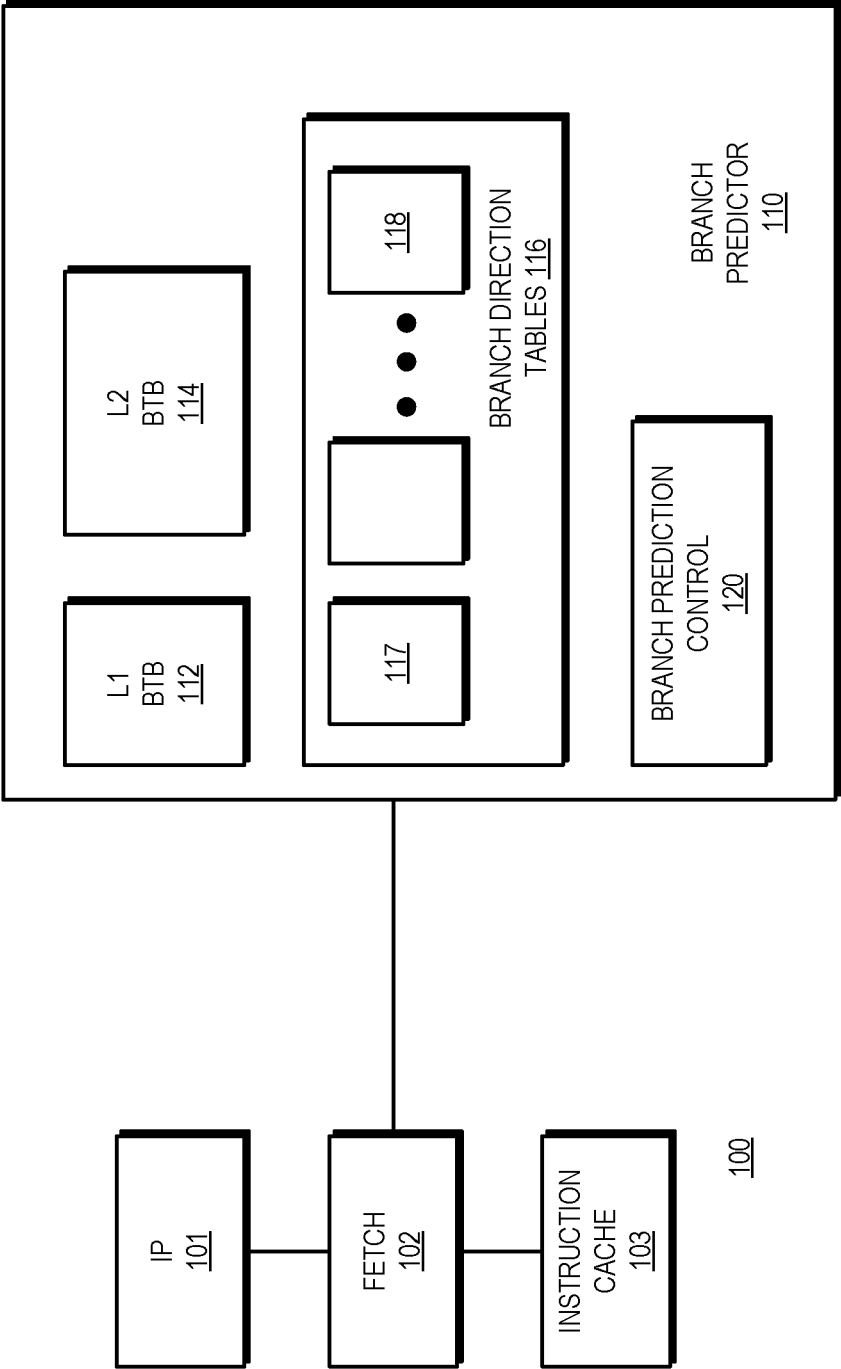 IP
101
FETCH
102
INSTRUCTION
CACHE
103
100
L1
BTB
112
L2
BTB
114
117
118
BRANCH DIRECTION
TABLES 116
BRANCH PREDICTION
CONTROL
120
BRANCH
PREDICTOR
110